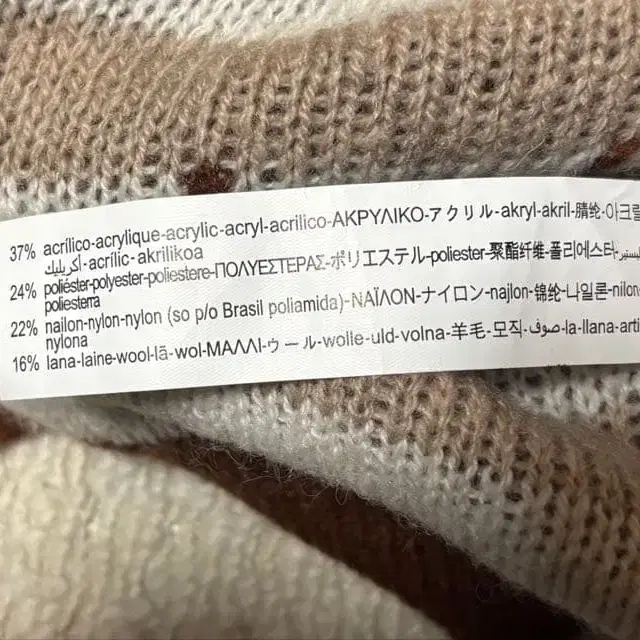 37% acrílico-acrylique-acrylic-acryl-acrilico-ΑΚΡΥΛΙΚΟ-アクリル-akryl-akril-腈纶-아크릴
أكريليك-acrílic-akrilikoa
24% poliéster-polyester-poliestere-ΠΟΛΥΕΣΤΕΡΑΣ-ポリエステル-poliester-聚酯纤维-폴리에스터-
poliesterra
22% nailon-nylon-nylon (so p/o Brasil poliamida)-ΝΑΪΛΟΝ-ナイロン-najlon-锦纶-나일론-nilon-
nylona
16% lana-laine-wool-lã-wol-ΜΑΛΛΙ-ウール-wolle-uld-volna-羊毛-모직-صوف-la-llana-arti